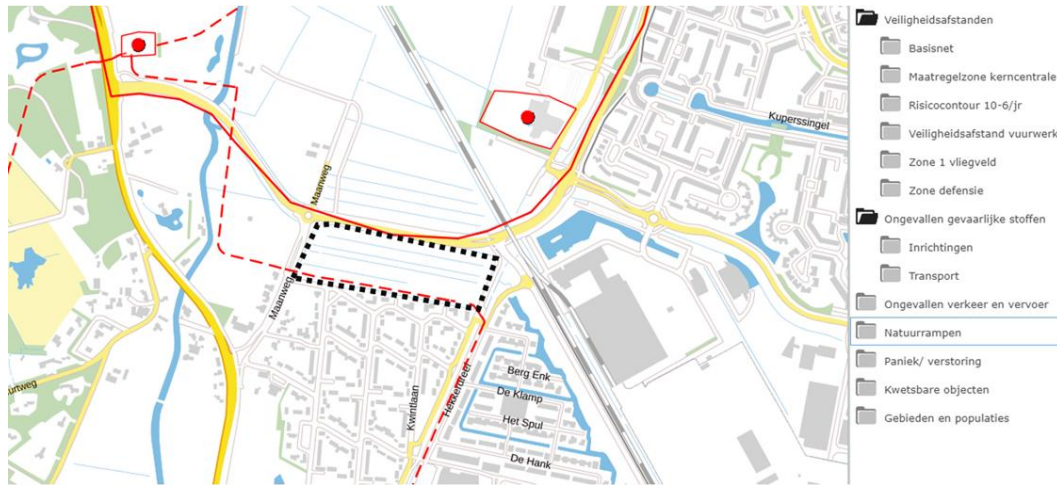 Veiligheidsafstanden
Basisnet
Maatregelzone kerncentrale
Risicocontour 10-6/jr
Veiligheidsafstand vuurwerk
Zone 1 vliegveld
Zone defensie
Ongevallen gevaarlijke stoffen
Inrichtingen
Transport
Ongevallen verkeer en vervoer
Natuurrampen
Paniek/ verstoring
Kwetsbare objecten
Gebieden en populaties
Kuperssingel
Maanweg
Maanweg
Berg Enk
De Klamp
Het Spul
De Hank
Kwintlaan